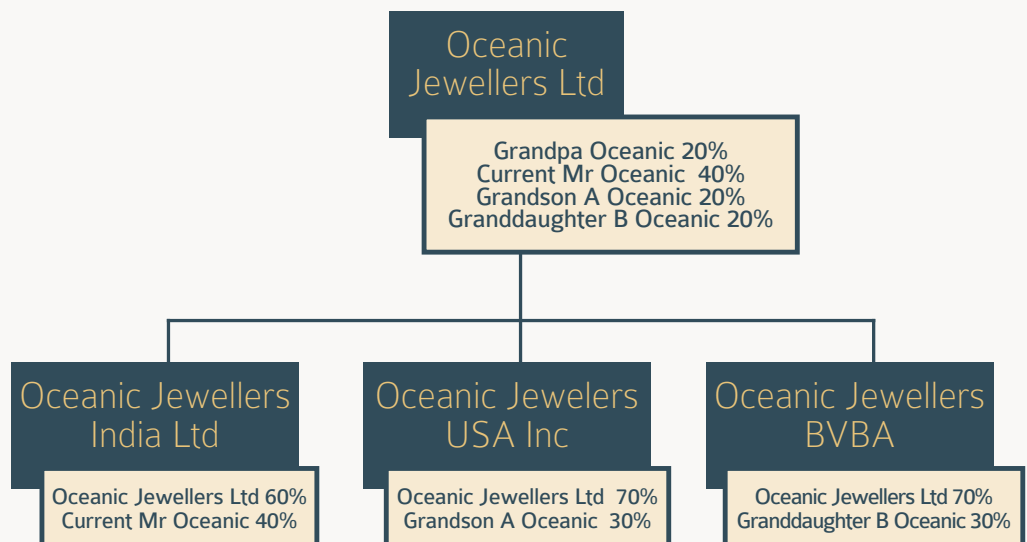 Oceanic
Jewellers Ltd
Grandpa Oceanic 20%
Current Mr Oceanic 40%
Grandson A Oceanic 20%
Granddaughter B Oceanic 20%
Oceanic Jewellers
India Ltd
Oceanic Jewellers Ltd 60%
Current Mr Oceanic 40%
Oceanic Jewelers
USA Inc
Oceanic Jewellers Ltd 70%
Grandson A Oceanic 30%
Oceanic Jewellers
BVBA
Oceanic Jewellers Ltd 70%
Granddaughter B Oceanic 30%